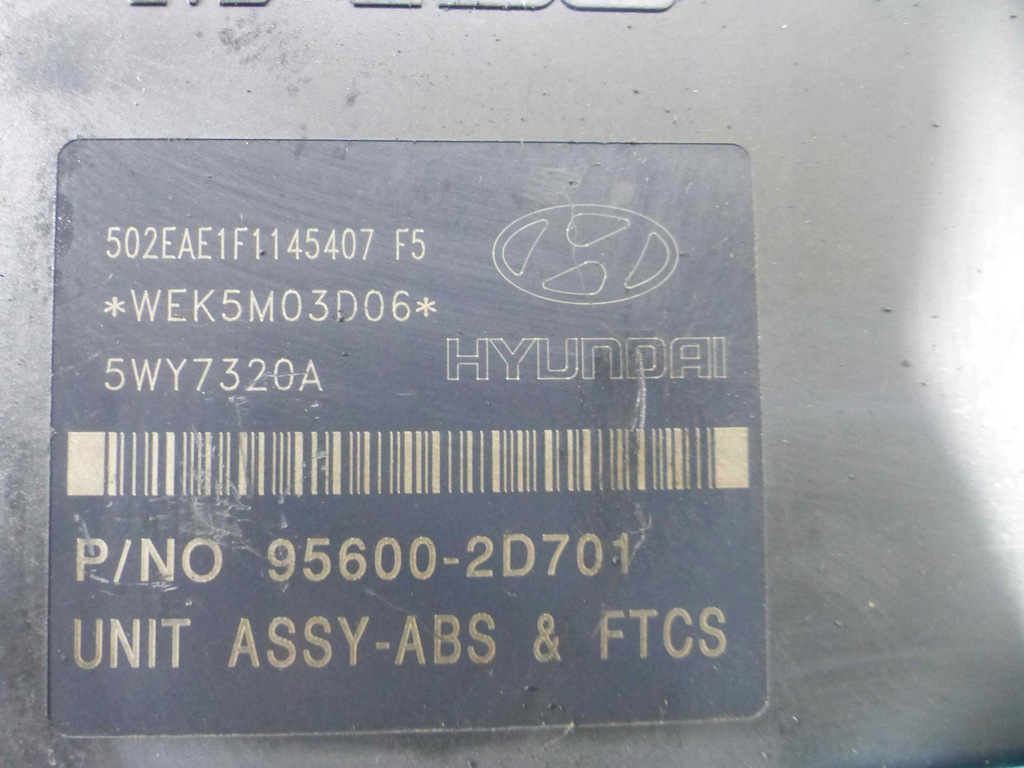 502EAE1F1145407 F5
*WEK5M03D06*
5WY7320A
HYUNDAI
P/NO 95600-2D701
UNIT ASSY-ABS & FTCS